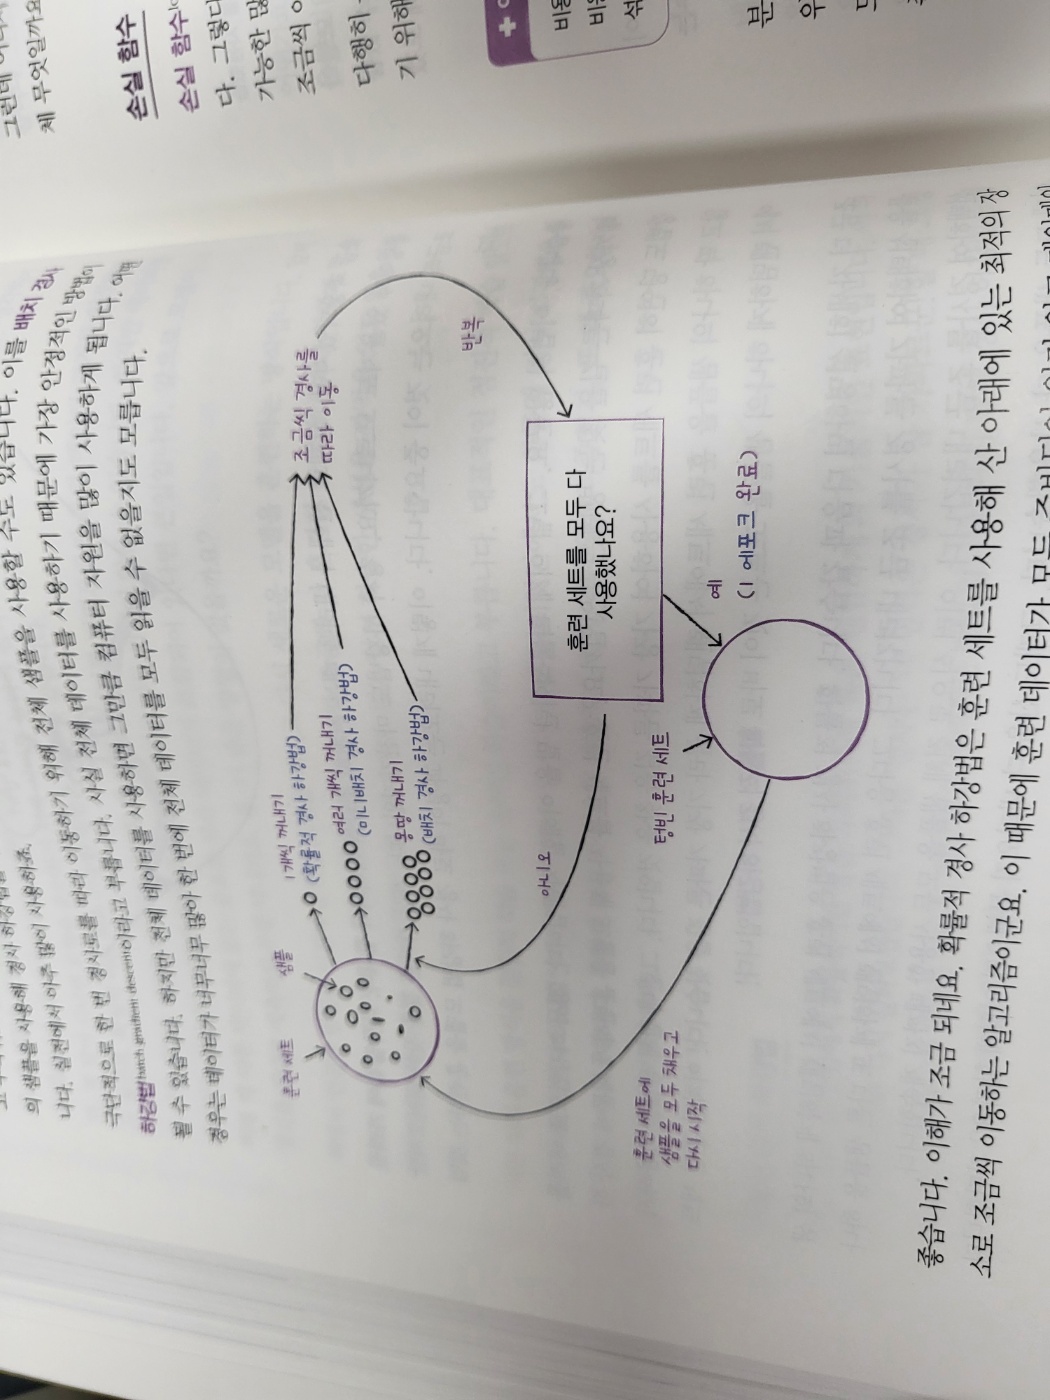 의 샘플을 사용해 경사 하강법을
니다. 실전에서 아주 많이 사용하죠.
극단적으로 한 번 경사로를 따라 이동하기 위해 전체 샘플을 사용할 수도 있습니다. 이를 배치 경사
하강법batch gradient descent이라고 부릅니다. 사실 전체 데이터를 사용하기 때문에 가장 안정적인 방법이
될 수 있습니다. 하지만 전체 데이터를 사용하면 그만큼 컴퓨터 자원을 많이 사용하게 됩니다. 어떤
경우는 데이터가 너무너무 많아 한 번에 전체 데이터를 모두 읽을 수 없을지도 모릅니다.
훈련 세트
샘플
1개씩 꺼내기
(확률적 경사 하강법)
여러 개씩 꺼내기
(미니배치 경사 하강법)
몽땅 꺼내기
(배치 경사 하강법)
조금씩 경사를
따라 이동
반복
아니오
훈련 세트를 모두 다
사용했나요?
훈련 세트에
샘플을 모두 채우고
다시 시작
텅빈 훈련 세트
예
(1 에포크 완료)
좋습니다. 이해가 조금 되네요. 확률적 경사 하강법은 훈련 세트를 사용해 산 아래에 있는 최적의 장
소로 조금씩 이동하는 알고리즘이군요. 이 때문에 훈련 데이터가 모두
그런데
체 무엇일까요
손실 함수
손실 함수
다. 그렇다
가능한 많
조금씩
다행히
기 위해